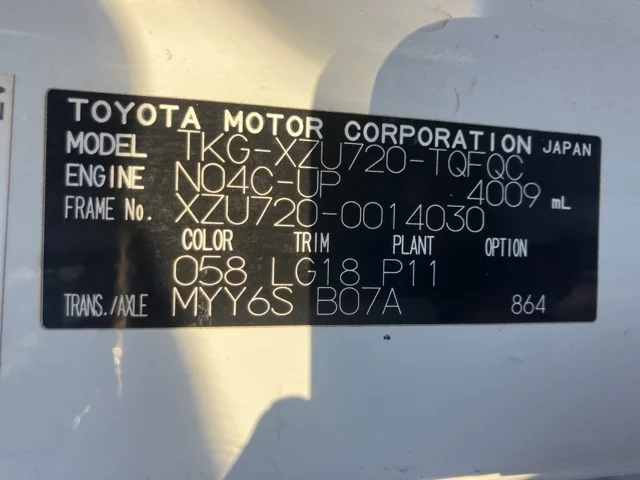 TOYOTA MOTOR CORPORATION JAPAN
MODEL TKG-XZU720-TQFQC
ENGINE N04C-UP 4009 mL
FRAME No. XZU720-0014030
COLOR TRIM PLANT OPTION
058 LG18 P11
TRANS./AXLE MYY6S B07A 864